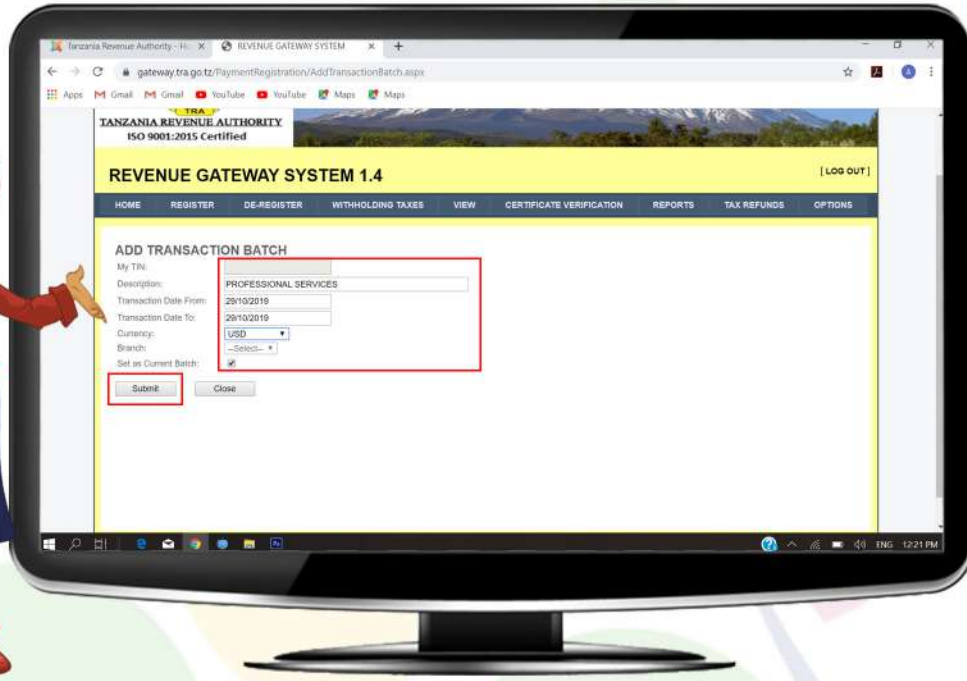 Tanzania Revenue Authority - Ho
REVENUE GATEWAY SYSTEM
gateway.tra.go.tz/PaymentRegistration/AddTransactionBatch.aspx
Apps Gmail Gmail YouTube YouTube Maps Maps
TRA
TANZANIA REVENUE AUTHORITY
ISO 9001:2015 Certified
REVENUE GATEWAY SYSTEM 1.4
[ LOG OUT ]
HOME REGISTER DE-REGISTER WITHHOLDING TAXES VIEW CERTIFICATE VERIFICATION REPORTS TAX REFUNDS OPTIONS
ADD TRANSACTION BATCH
My TIN:
Description: PROFESSIONAL SERVICES
Transaction Date From: 29/10/2019
Transaction Date To: 29/10/2019
Currency: USD
Branch: --Select--
Set as Current Batch:
Submit Close
ENG 12:21 PM